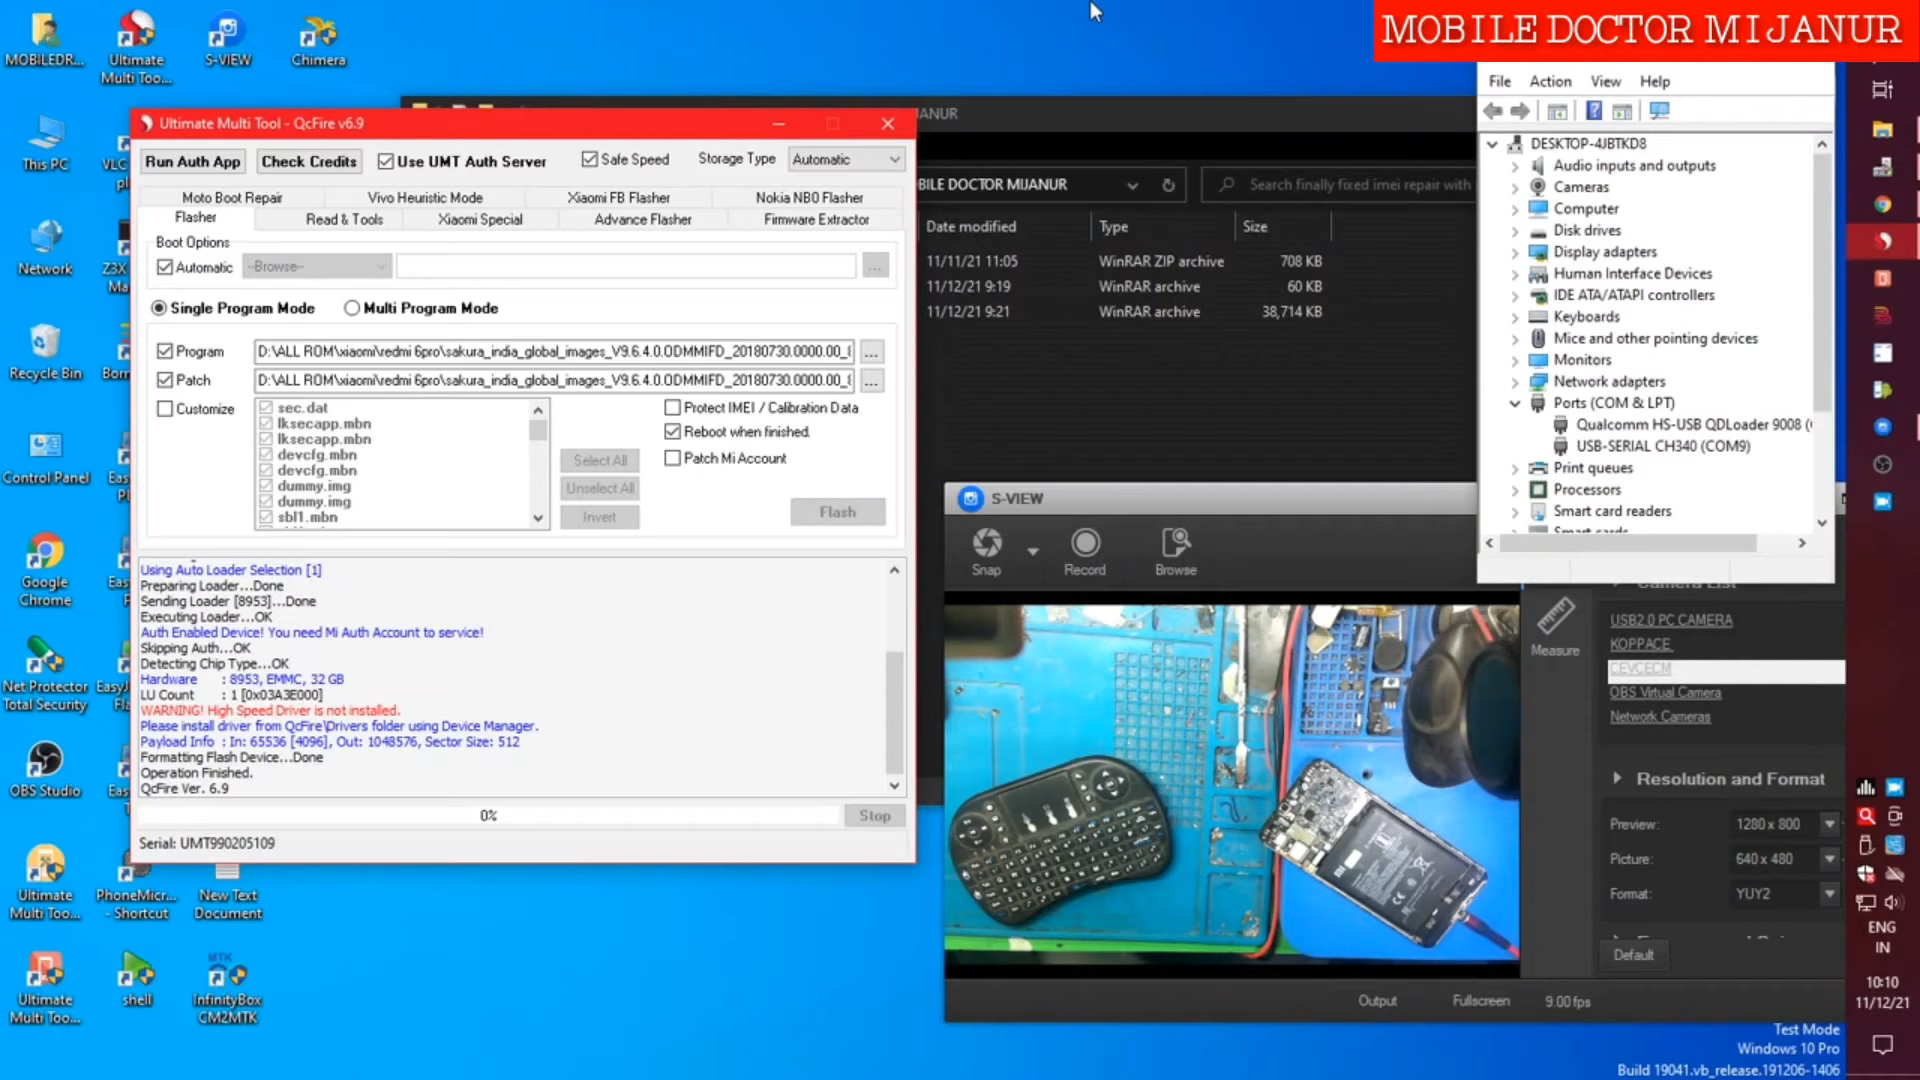 MOBILE DOCTOR MIJANUR
MOBILEDR...
Ultimate
Multi Too...
S-VIEW
Chimera
This PC
VLC
Network
Z3X
Recycle Bin
Control Panel
Google
Chrome
Net Protector
Total Security
OBS Studio
Ultimate
Multi Too...
PhoneMicr...
- Shortcut
New Text
Document
Ultimate
Multi Too...
shell
MTK
InfinityBox
CM2MTK
Ultimate Multi Tool - QcFire v6.9
Run Auth App
Check Credits
Use UMT Auth Server
Safe Speed
Storage Type
Automatic
Moto Boot Repair
Vivo Heuristic Mode
Xiaomi FB Flasher
Nokia NB0 Flasher
Flasher
Read & Tools
Xiaomi Special
Advance Flasher
Firmware Extractor
Boot Options
Automatic
--Browse--
...
Single Program Mode
Multi Program Mode
Program
D:\ALL ROM\xiaomi\redmi 6pro\sakura_india_global_images_V9.6.4.0.ODMMIFD_20180730.0000.00_
...
Patch
D:\ALL ROM\xiaomi\redmi 6pro\sakura_india_global_images_V9.6.4.0.ODMMIFD_20180730.0000.00_
...
Customize
sec.dat
lksecapp.mbn
lksecapp.mbn
devcfg.mbn
devcfg.mbn
dummy.img
dummy.img
sbl1.mbn
Select All
Unselect All
Invert
Protect IMEI / Calibration Data
Reboot when finished.
Patch Mi Account
Flash
Using Auto Loader Selection [1]
Preparing Loader...Done
Sending Loader [8953]...Done
Executing Loader...OK
Auth Enabled Device! You need Mi Auth Account to service!
Skipping Auth...OK
Detecting Chip Type...OK
Hardware : 8953, EMMC, 32 GB
LU Count : 1 [0x03A3E000]
WARNING! High Speed Driver is not installed.
Please install driver from QcFire\Drivers folder using Device Manager.
Payload Info : In: 65536 [4096], Out: 1048576, Sector Size: 512
Formatting Flash Device...Done
Operation Finished.
QcFire Ver. 6.9
0%
Stop
Serial: UMT990205109
JANUR
BILE DOCTOR MIJANUR
Search finally fixed imei repair with
Date modified
Type
Size
11/11/21 11:05
WinRAR ZIP archive
708 KB
11/12/21 9:19
WinRAR archive
60 KB
11/12/21 9:21
WinRAR archive
38,714 KB
File
Action
View
Help
DESKTOP-4JBTKD8
Audio inputs and outputs
Cameras
Computer
Disk drives
Display adapters
Human Interface Devices
IDE ATA/ATAPI controllers
Keyboards
Mice and other pointing devices
Monitors
Network adapters
Ports (COM & LPT)
Qualcomm HS-USB QDLoader 9008 (
USB-SERIAL CH340 (COM9)
Print queues
Processors
Smart card readers
Smart cards
S-VIEW
Snap
Record
Browse
Measure
Camera List
USB2.0 PC CAMERA
KOPPACE
CEVCECM
OBS Virtual Camera
Network Cameras
Resolution and Format
Preview:
1280 x 800
Picture:
640 x 480
Format:
YUY2
Default
Output
Fullscreen
9.00 fps
ENG
IN
10:10
11/12/21
Test Mode
Windows 10 Pro
Build 19041.vb_release.191206-1406